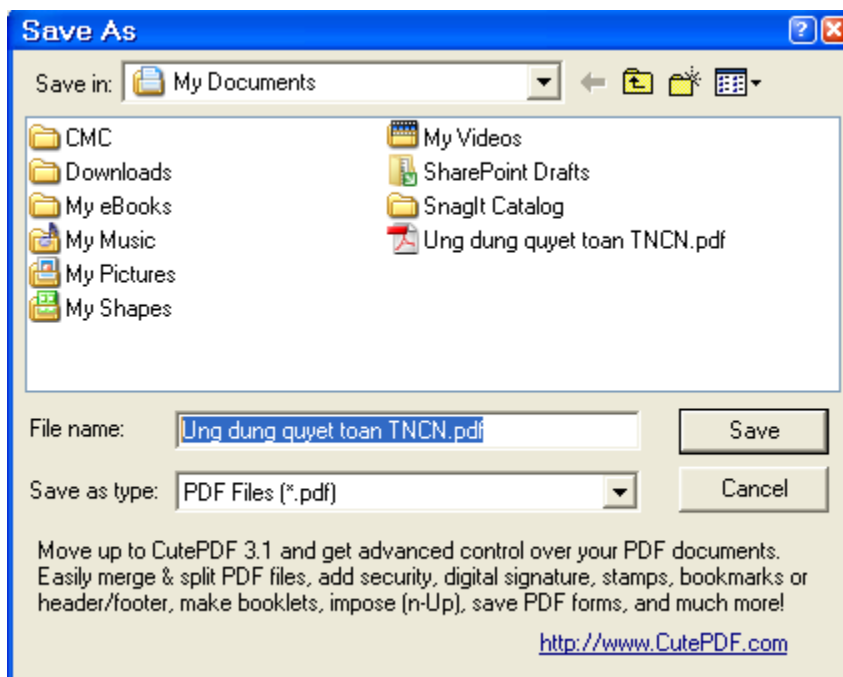 Save As
Save in: My Documents
CMC
Downloads
My eBooks
My Music
My Pictures
My Shapes
My Videos
SharePoint Drafts
SnagIt Catalog
Ung dung quyet toan TNCN.pdf
File name: Ung dung quyet toan TNCN.pdf
Save
Save as type: PDF Files (*.pdf)
Cancel
Move up to CutePDF 3.1 and get advanced control over your PDF documents.
Easily merge & split PDF files, add security, digital signature, stamps, bookmarks or
header/footer, make booklets, impose (n-Up), save PDF forms, and much more!
http://www.CutePDF.com